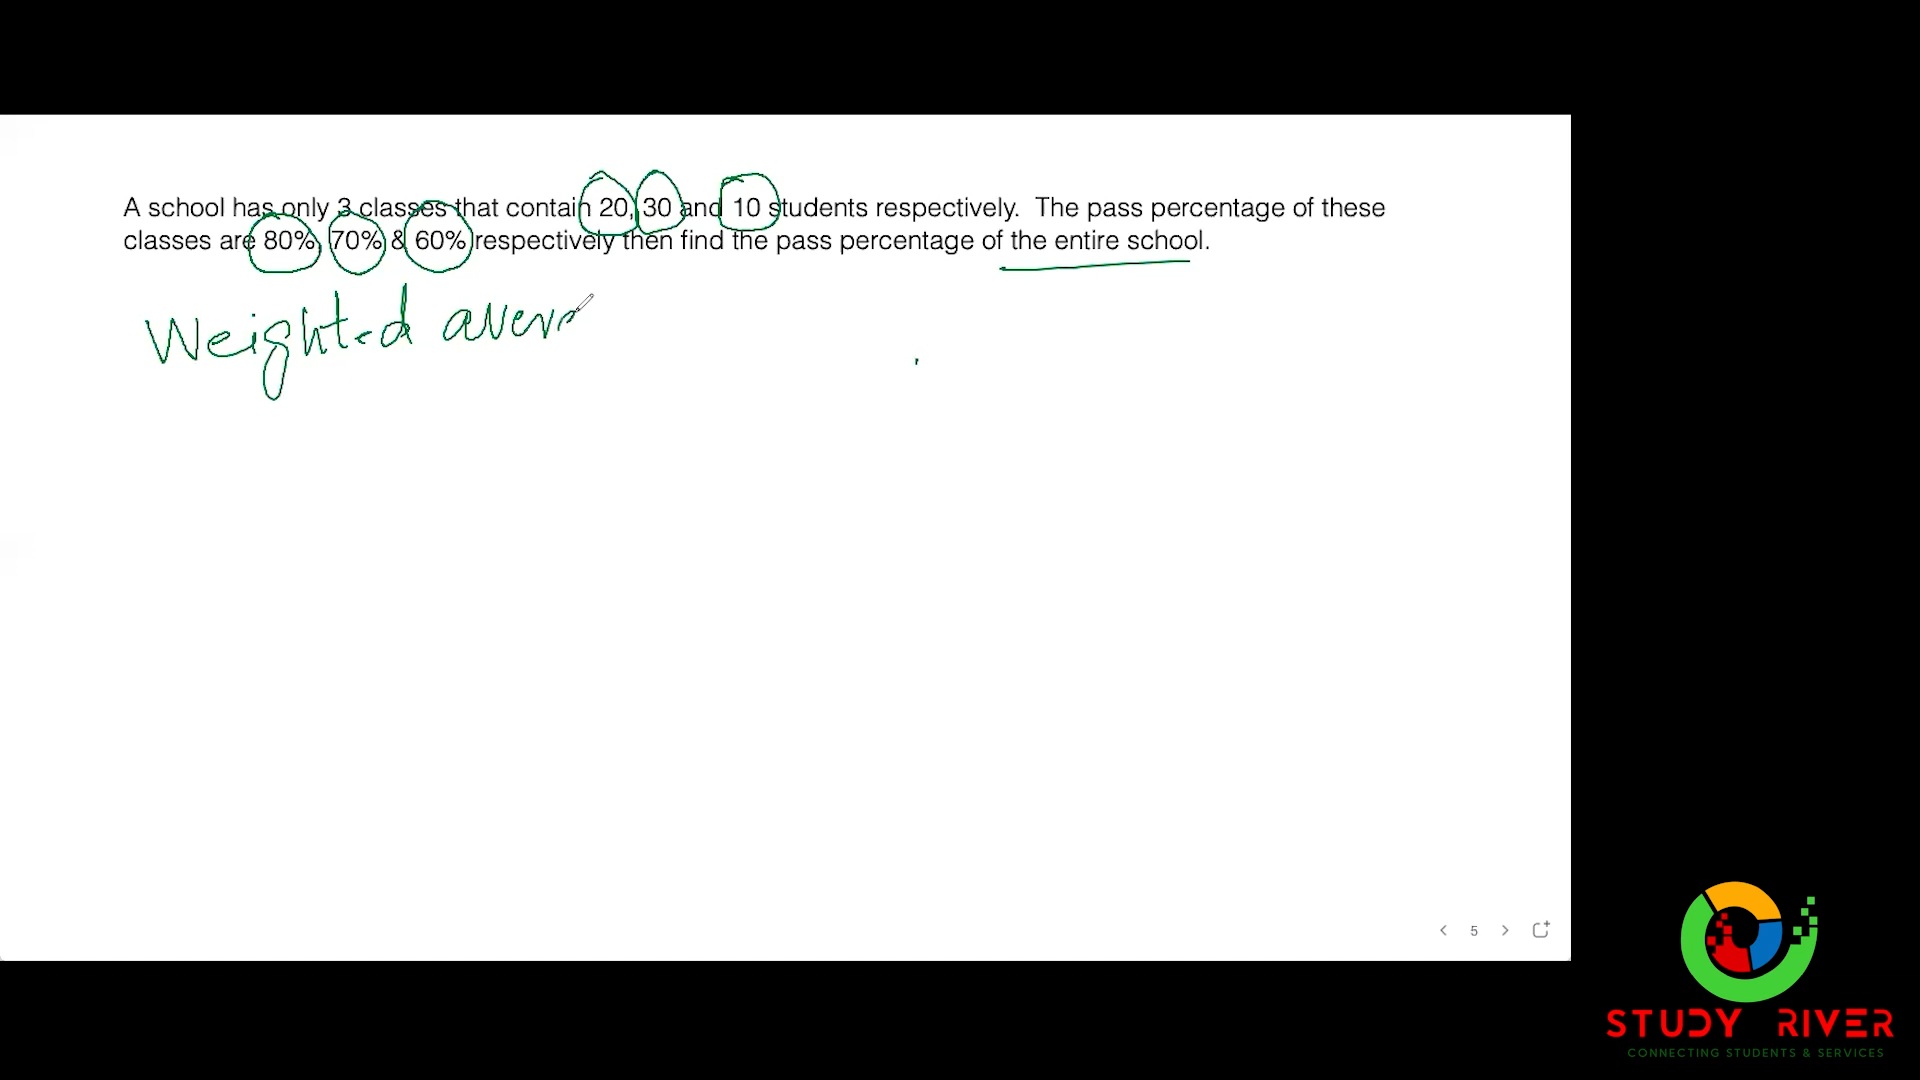 A school has only 3 classes that contain 20, 30 and 10 students respectively. The pass percentage of these
classes are 80%, 70% & 60% respectively then find the pass percentage of the entire school.
Weighted avera
5
STUDY RIVER
CONNECTING STUDENTS & SERVICES